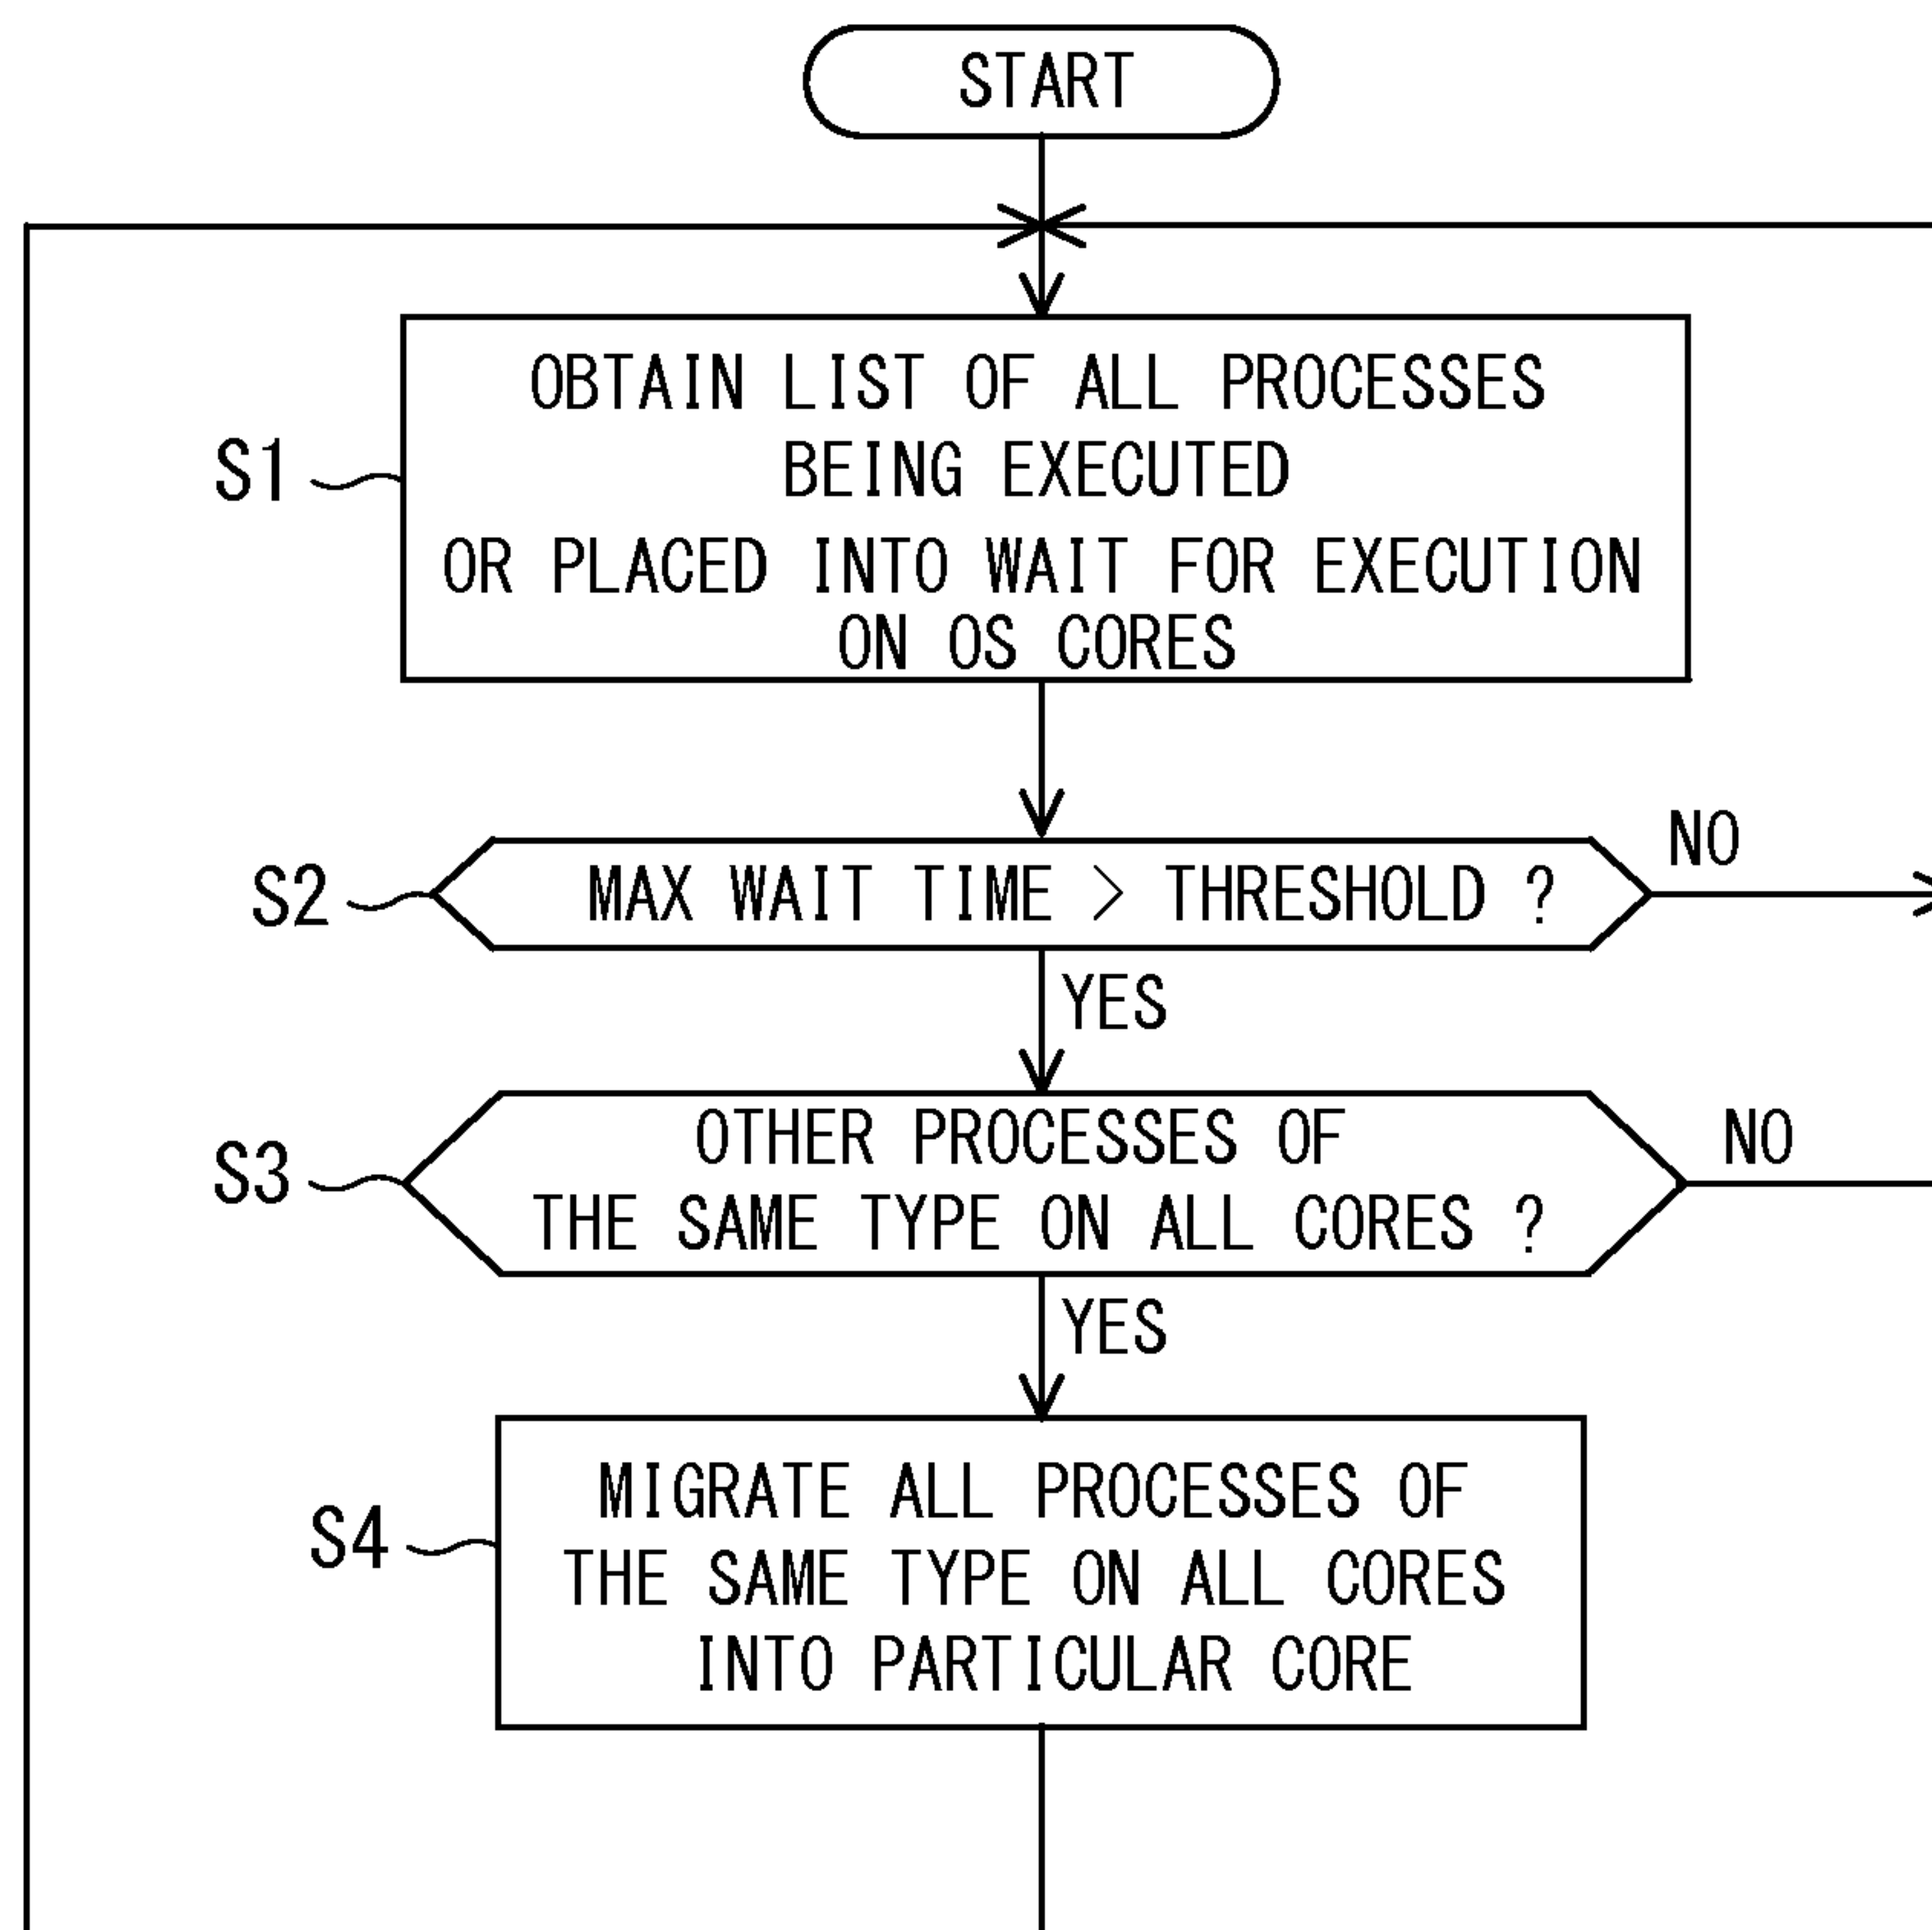 START
OBTAIN LIST OF ALL PROCESSES
BEING EXECUTED
OR PLACED INTO WAIT FOR EXECUTION
ON OS CORES
S1
MAX WAIT TIME > THRESHOLD ?
NO
S2
YES
OTHER PROCESSES OF
THE SAME TYPE ON ALL CORES ?
NO
S3
YES
MIGRATE ALL PROCESSES OF
THE SAME TYPE ON ALL CORES
INTO PARTICULAR CORE
S4